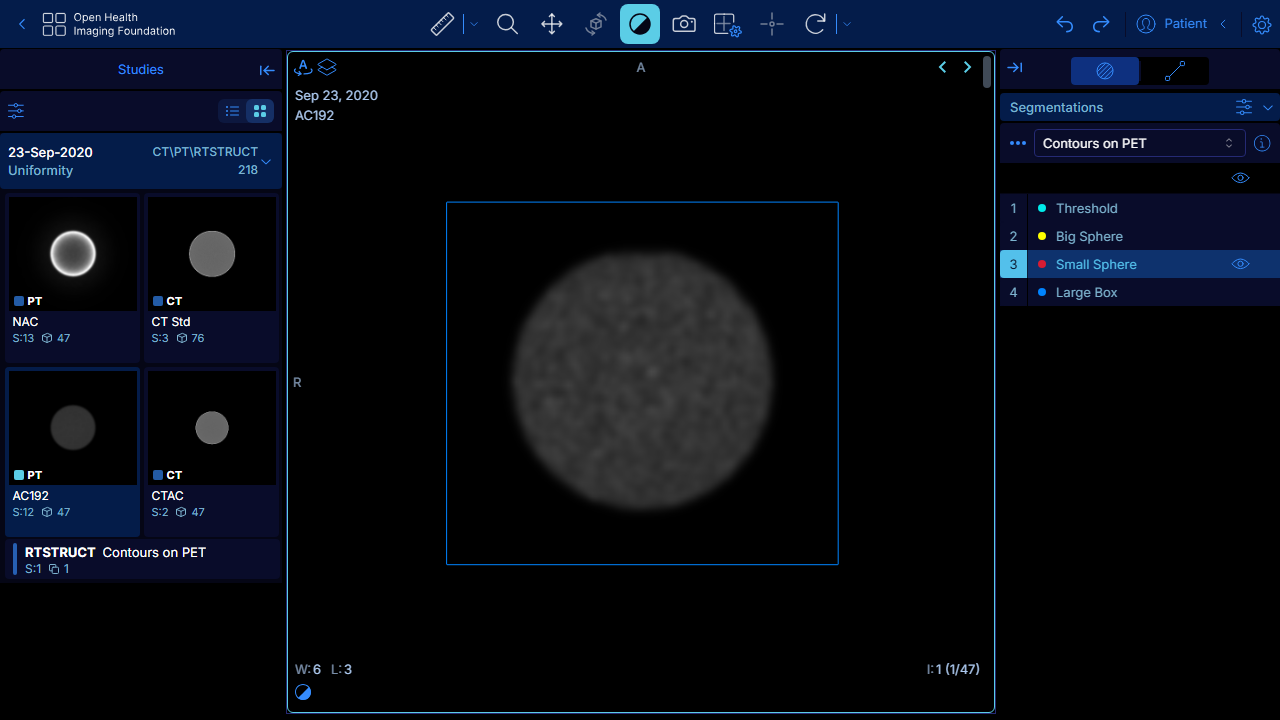 Open Health
Imaging Foundation
Patient
Studies
23-Sep-2020
CT\PT\RTSTRUCT
Uniformity
218
PT
NAC
S:13 47
CT
CT Std
S:3 76
PT
AC192
S:12 47
CT
CTAC
S:2 47
RTSTRUCT Contours on PET
S:1 1
A
A
Sep 23, 2020
AC192
R
W:6 L:3
I:1 (1/47)
Segmentations
Contours on PET
1 Threshold
2 Big Sphere
3 Small Sphere
4 Large Box